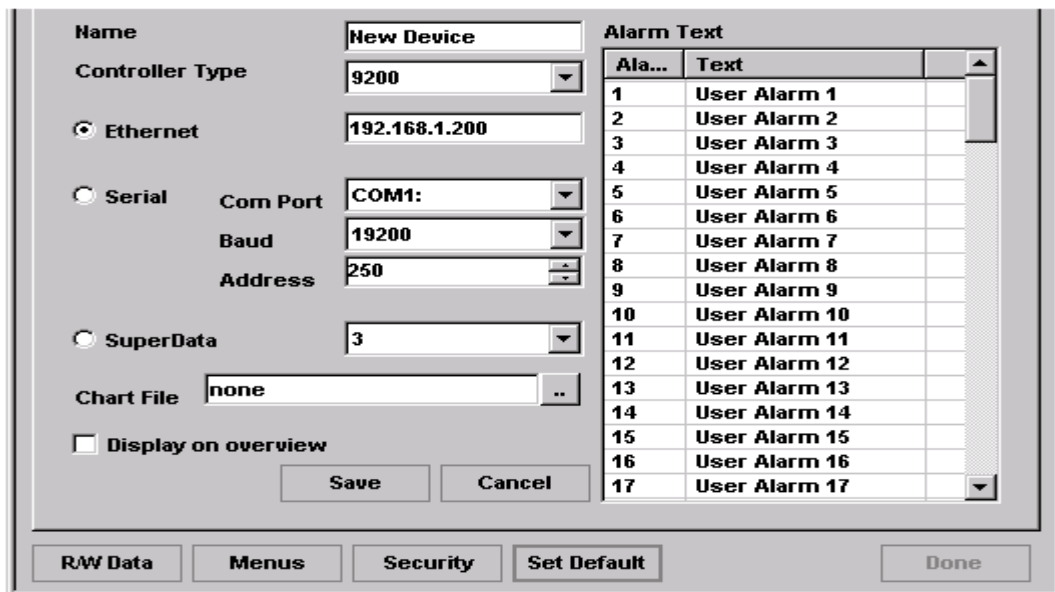 Name New Device
Controller Type 9200
Ethernet 192.168.1.200
Serial Com Port COM1:
Baud 19200
Address 250
SuperData 3
Chart File none ..
Display on overview
Save Cancel
Alarm Text
Ala... Text
1 User Alarm 1
2 User Alarm 2
3 User Alarm 3
4 User Alarm 4
5 User Alarm 5
6 User Alarm 6
7 User Alarm 7
8 User Alarm 8
9 User Alarm 9
10 User Alarm 10
11 User Alarm 11
12 User Alarm 12
13 User Alarm 13
14 User Alarm 14
15 User Alarm 15
16 User Alarm 16
17 User Alarm 17
R/W Data Menus Security Set Default Done